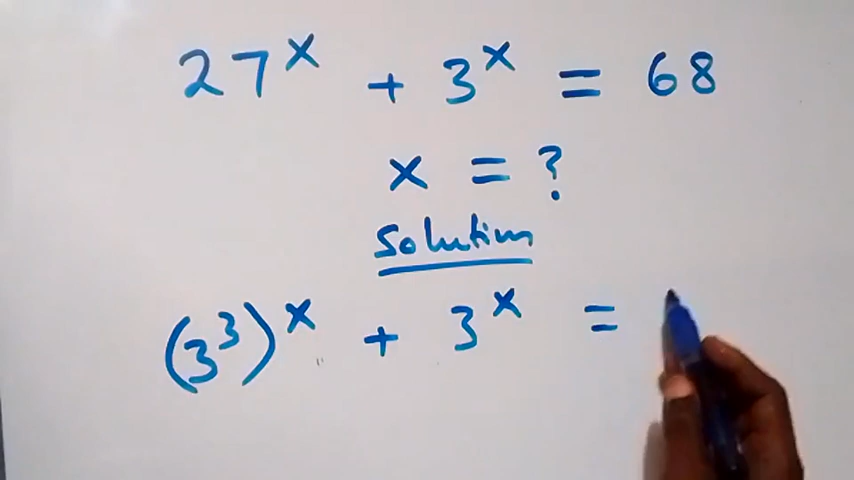 27^x + 3^x = 68
x = ?
Solution
(3^3)^x + 3^x =